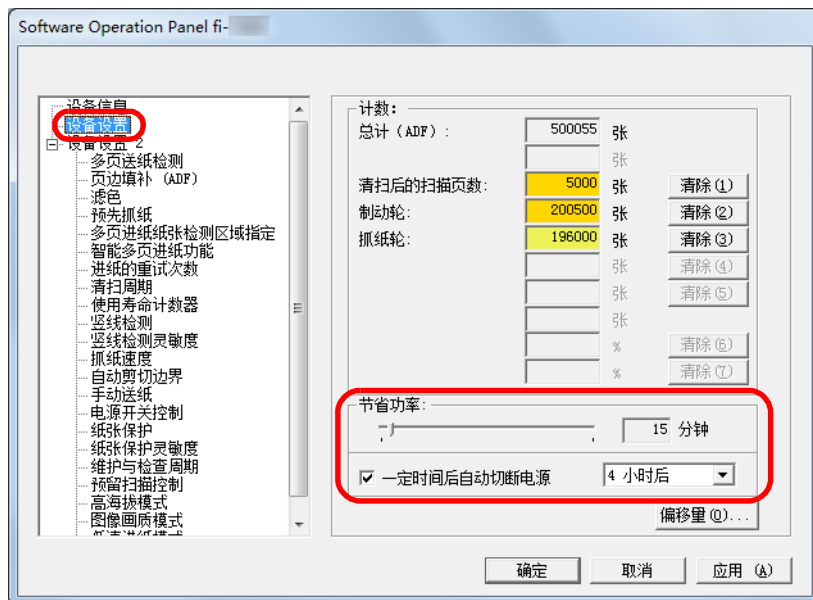 Software Operation Panel fi-
设备信息
设备设置
设备设置 2
多页送纸检测
页边填补 (ADF)
滤色
预先抓纸
多页进纸纸张检测区域指定
智能多页进纸功能
进纸的重试次数
清扫周期
使用寿命计数器
竖线检测
竖线检测灵敏度
抓纸速度
自动剪切边界
手动送纸
电源开关控制
纸张保护
纸张保护灵敏度
维护与检查周期
预留扫描控制
高海拔模式
图像画质模式
低速进纸模式
计数:
总计 (ADF) : 500055 张
张
清扫后的扫描页数: 5000 张 清除(1)
制动轮: 200500 张 清除(2)
抓纸轮: 196000 张 清除(3)
张 清除(4)
张 清除(5)
张
% 清除(6)
% 清除(7)
节省功率:
15 分钟
一定时间后自动切断电源 4 小时后
偏移量(O)...
确定 取消 应用 (A)